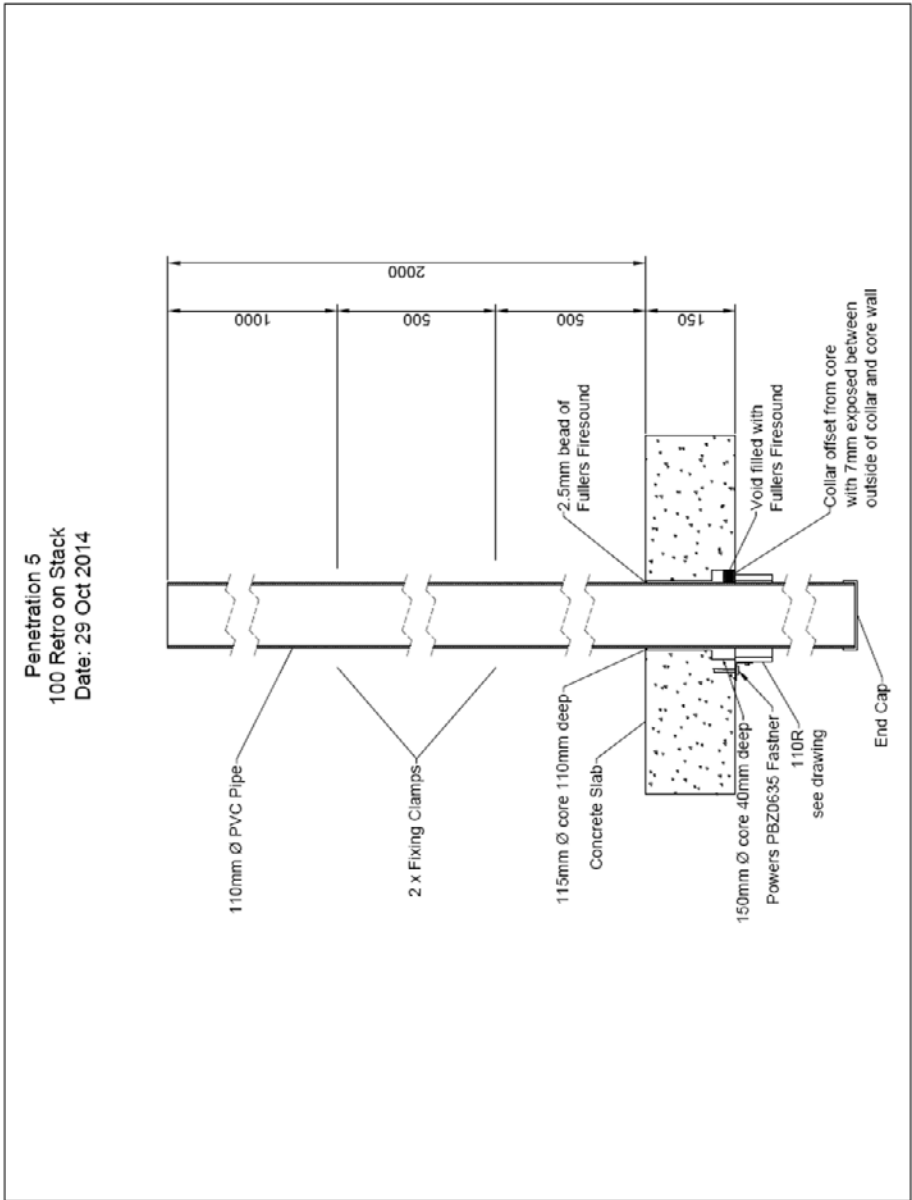 Penetration 5
100 Retro on Stack
Date: 29 Oct 2014
2000
1000
500
500
150
110mm Ø PVC Pipe
2 x Fixing Clamps
115mm Ø core 110mm deep
Concrete Slab
150mm Ø core 40mm deep
Powers PBZ0635 Fastner
110R
see drawing
2.5mm bead of
Fullers Firesound
Void filled with
Fullers Firesound
Collar offset from core
with 7mm exposed between
outside of collar and core wall
End Cap